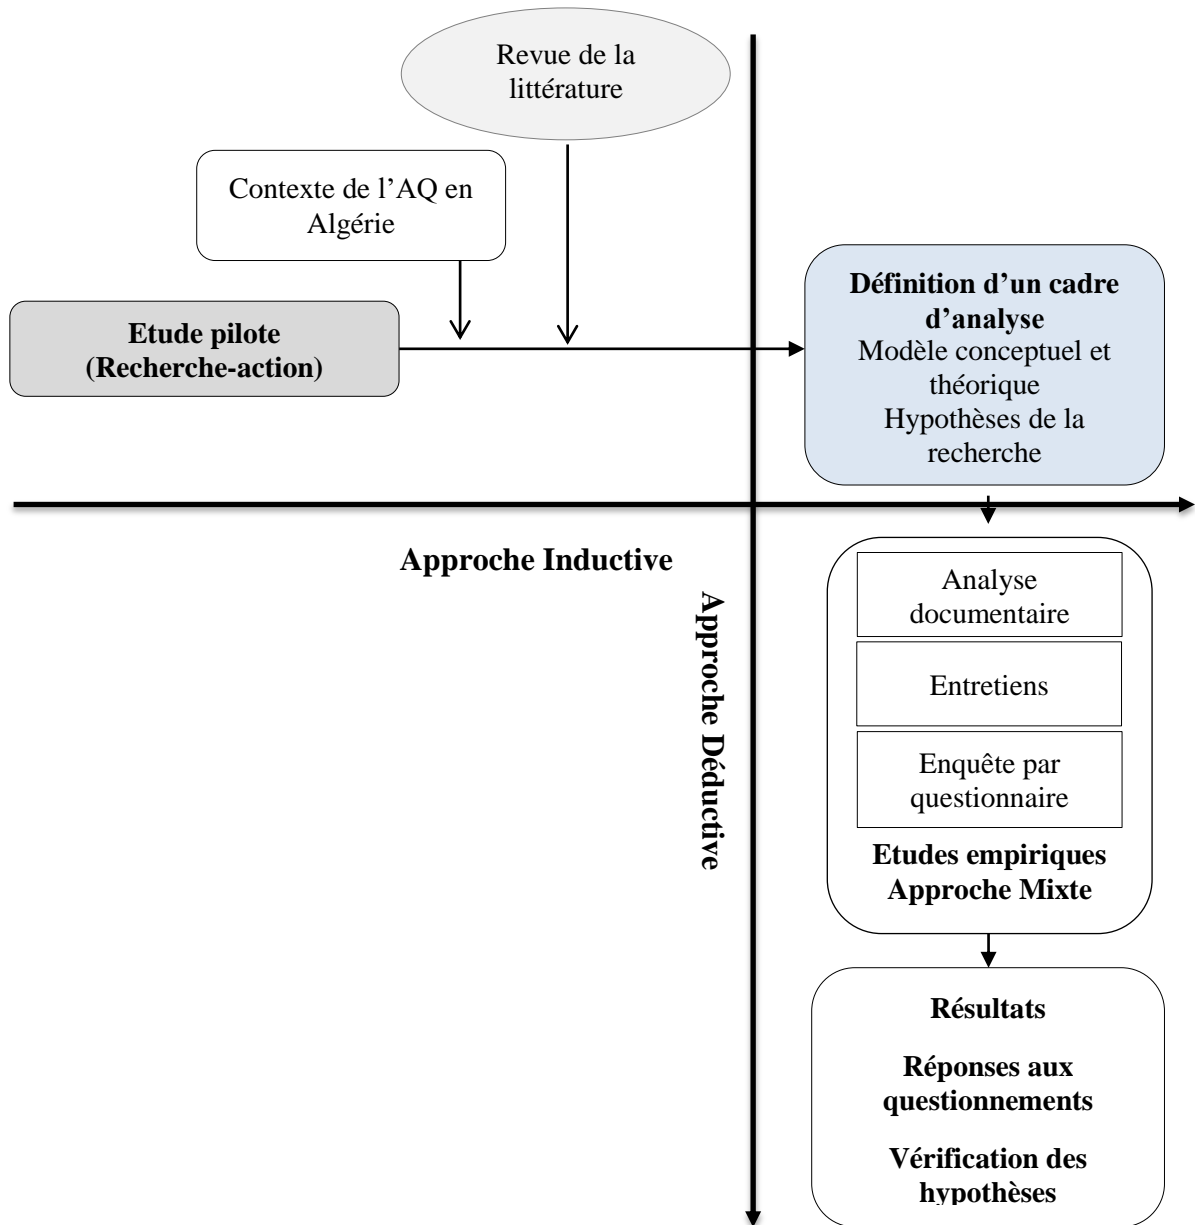 Revue de la
littérature
Contexte de l’AQ en
Algérie
Etude pilote
(Recherche-action)
Définition d’un cadre
d’analyse
Modèle conceptuel et
théorique
Hypothèses de la
recherche
Approche Inductive
Approche Déductive
Analyse
documentaire
Entretiens
Enquête par
questionnaire
Etudes empiriques
Approche Mixte
Résultats
Réponses aux
questionnements
Vérification des
hypothèses